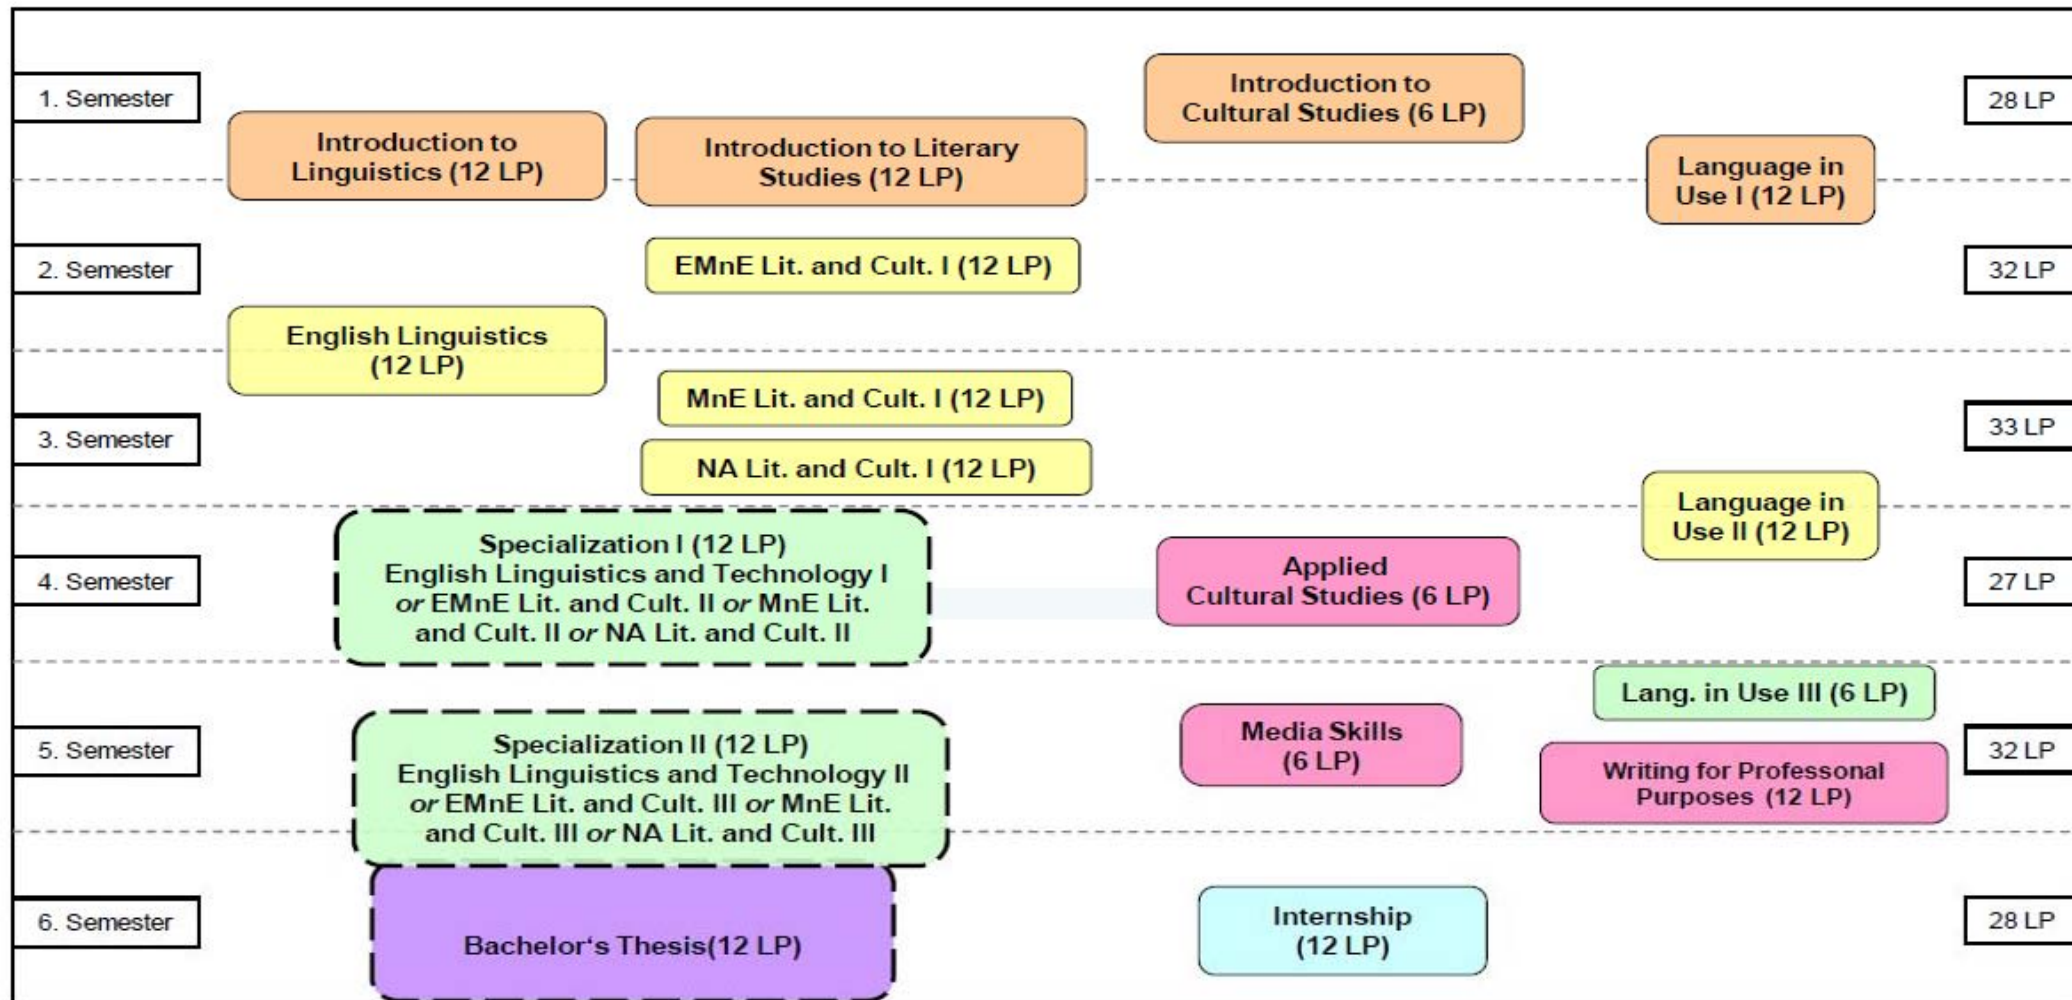 1. Semester
Introduction to
Cultural Studies (6 LP)
28 LP
Introduction to
Linguistics (12 LP)
Introduction to Literary
Studies (12 LP)
Language in
Use I (12 LP)
2. Semester
EMnE Lit. and Cult. I (12 LP)
32 LP
English Linguistics
(12 LP)
MnE Lit. and Cult. I (12 LP)
3. Semester
33 LP
NA Lit. and Cult. I (12 LP)
Language in
Use II (12 LP)
Specialization I (12 LP)
English Linguistics and Technology I
or EMnE Lit. and Cult. II or MnE Lit.
and Cult. II or NA Lit. and Cult. II
4. Semester
Applied
Cultural Studies (6 LP)
27 LP
Lang. in Use III (6 LP)
5. Semester
Specialization II (12 LP)
English Linguistics and Technology II
or EMnE Lit. and Cult. III or MnE Lit.
and Cult. III or NA Lit. and Cult. III
Media Skills
(6 LP)
Writing for Professonal
Purposes (12 LP)
32 LP
6. Semester
Bachelor‘s Thesis(12 LP)
Internship
(12 LP)
28 LP